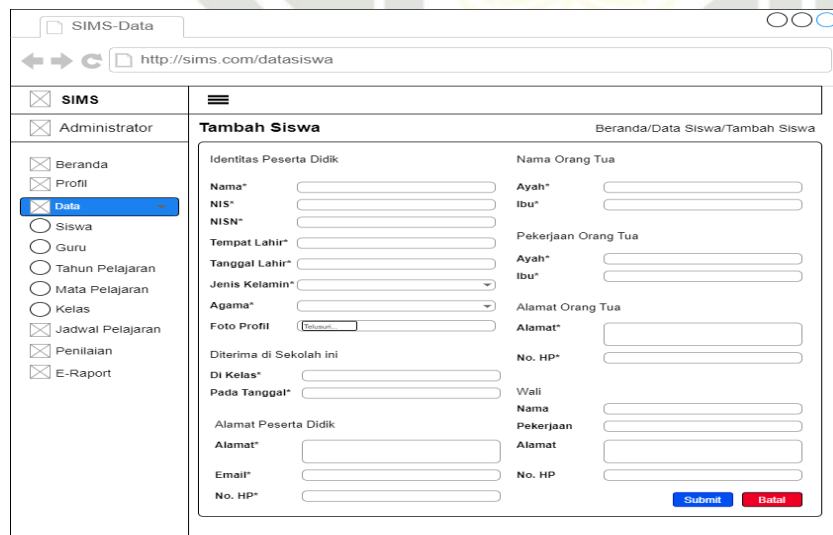 SIMS-Data
http://sims.com/datasiswa
SIMS
Administrator
Beranda
Profil
Data
Siswa
Guru
Tahun Pelajaran
Mata Pelajaran
Kelas
Jadwal Pelajaran
Penilaian
E-Raport
Tambah Siswa
Beranda/Data Siswa/Tambah Siswa
Identitas Peserta Didik
Nama*
NIS*
NISN*
Tempat Lahir*
Tanggal Lahir*
Jenis Kelamin*
Agama*
Foto Profil Telusuri...
Diterima di Sekolah ini
Di Kelas*
Pada Tanggal*
Alamat Peserta Didik
Alamat*
Email*
No. HP*
Nama Orang Tua
Ayah*
Ibu*
Pekerjaan Orang Tua
Ayah*
Ibu*
Alamat Orang Tua
Alamat*
No. HP*
Wali
Nama
Pekerjaan
Alamat
No. HP
Submit Batal